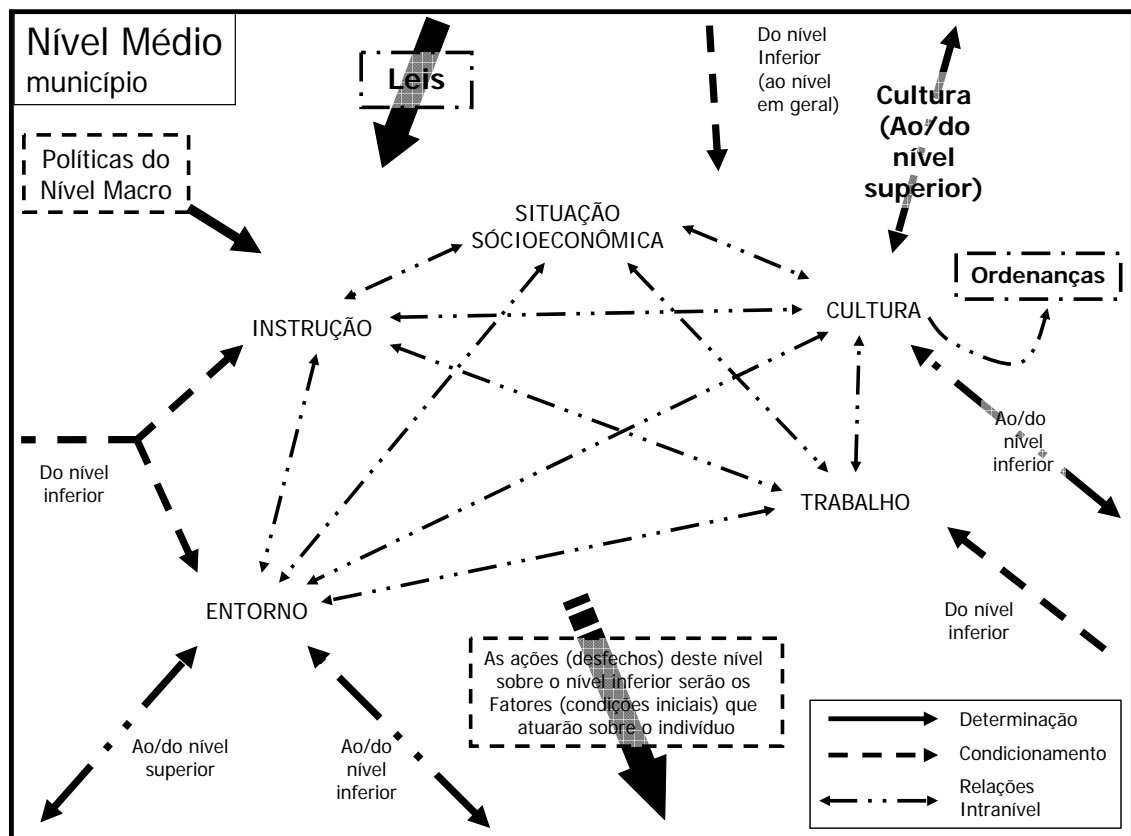 Nível Médio
município
Leis
Do nível
Inferior
(ao nível
em geral)
Cultura
(Ao/do
nível
superior)
Políticas do
Nível Macro
SITUAÇÃO
SÓCIOECONÔMICA
Ordenanças
INSTRUÇÃO
CULTURA
Ao/do
nível
inferior
Do nível
inferior
TRABALHO
ENTORNO
Do nível
inferior
As ações (desfechos) deste nível
sobre o nível inferior serão os
Fatores (condições iniciais) que
atuarão sobre o indivíduo
Ao/do nível
superior
Ao/do
nível
inferior
Determinação
Condicionamento
Relações
Intranível